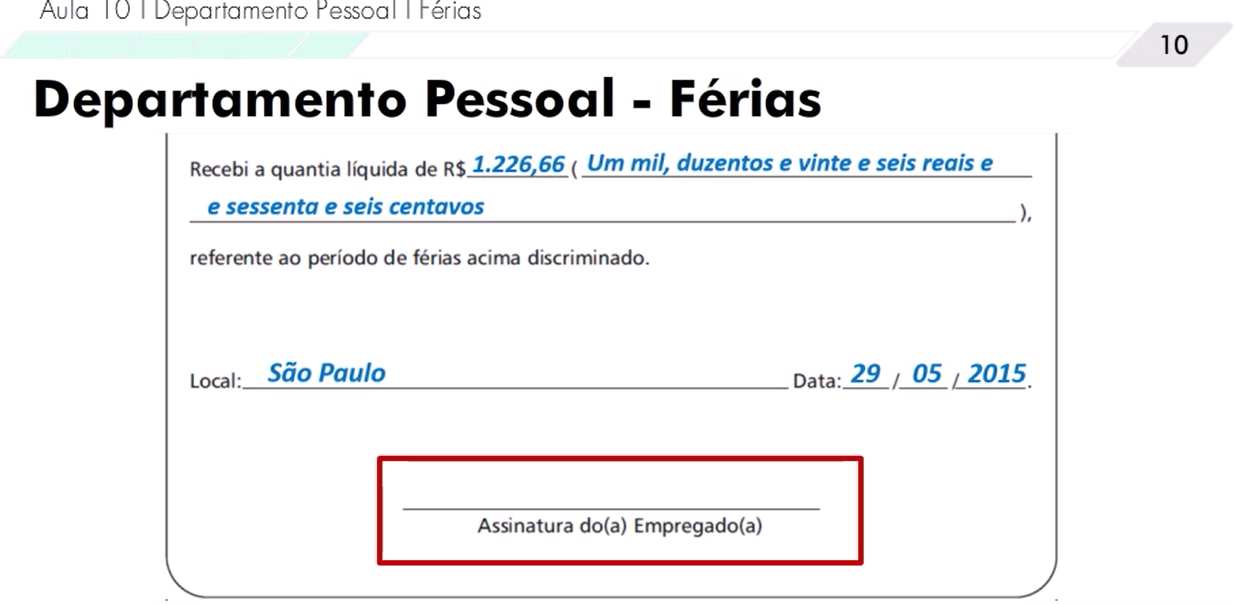 Aula 10 | Departamento Pessoal | Férias
10
Departamento Pessoal - Férias
Recebi a quantia líquida de R$ 1.226,66 ( Um mil, duzentos e vinte e seis reais e
e sessenta e seis centavos ),
referente ao período de férias acima discriminado.
Local: São Paulo Data: 29 / 05 / 2015.
Assinatura do(a) Empregado(a)